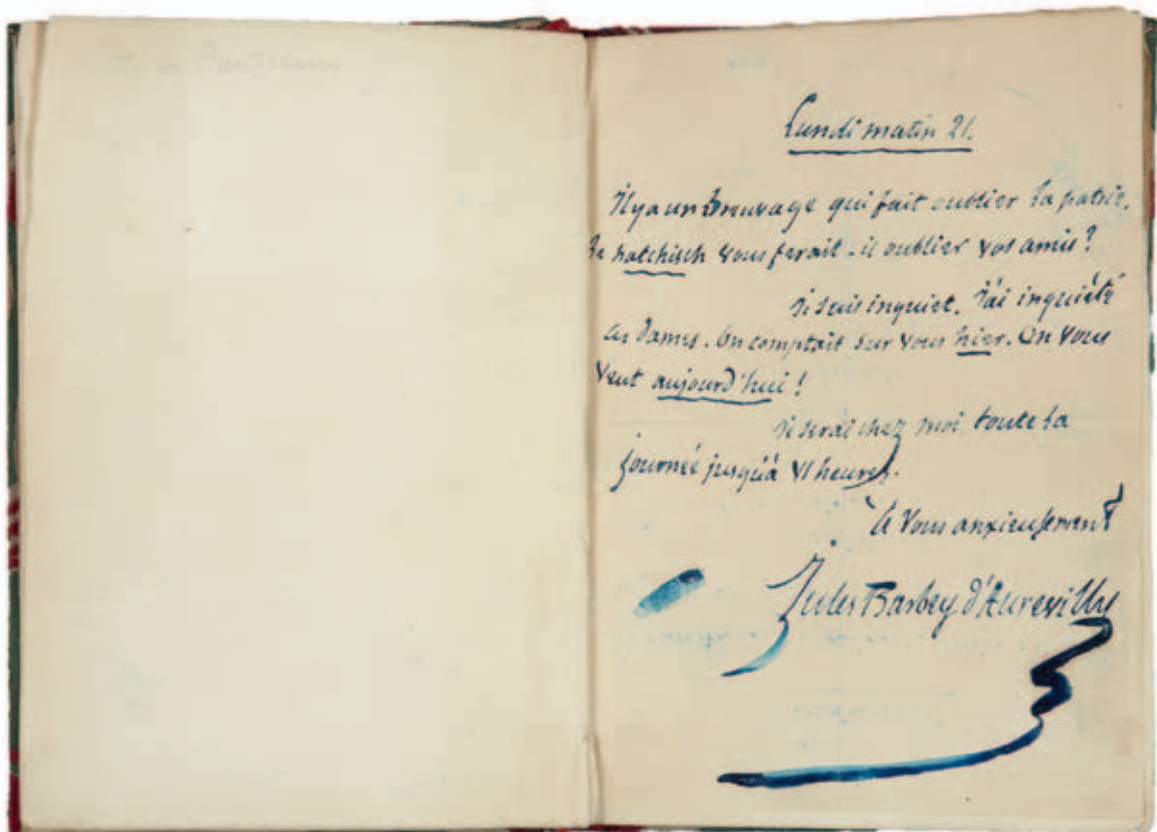 Lundi matin 21.
Il y a un Breuvage qui fait oublier la patrie.
Le hatchisch vous ferait-il oublier vos amis?
Je suis inquiet. J'ai inquiété
ces Dames. On comptait sur vous hier. On vous
veut aujourd'hui!
Je serai chez moi toute la
journée jusqu'à VI heures.
à vous anxieusement
Jules Barbey d'Aurevilly